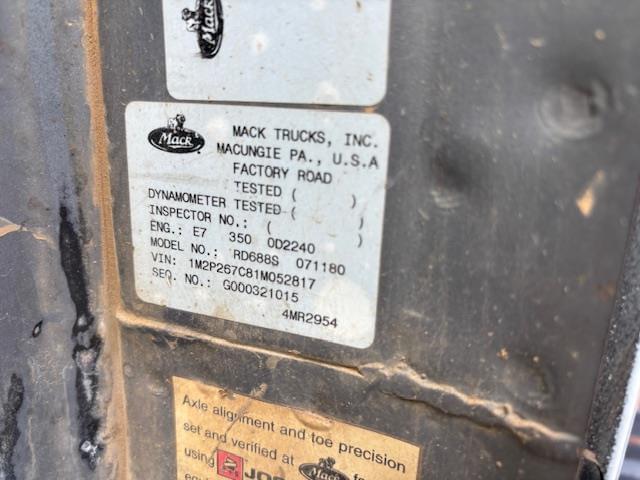 Mack
Mack
MACK TRUCKS, INC.
MACUNGIE PA., U.S.A
FACTORY ROAD
TESTED ( )
DYNAMOMETER TESTED ( )
INSPECTOR NO.: ( )
ENG.: E7 350 0D2240
MODEL NO.: RD688S 071180
VIN: 1M2P267C81M052817
SEQ. NO.: G000321015
4MR2954
Axle alignment and toe precision
set and verified at Mack
using